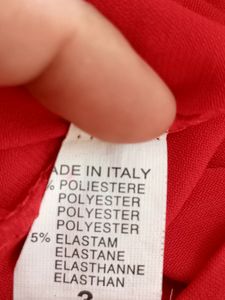 ADE IN ITALY
% POLIESTERE
POLYESTER
POLYESTER
POLYESTER
5% ELASTAM
ELASTANE
ELASTHANNE
ELASTHAN